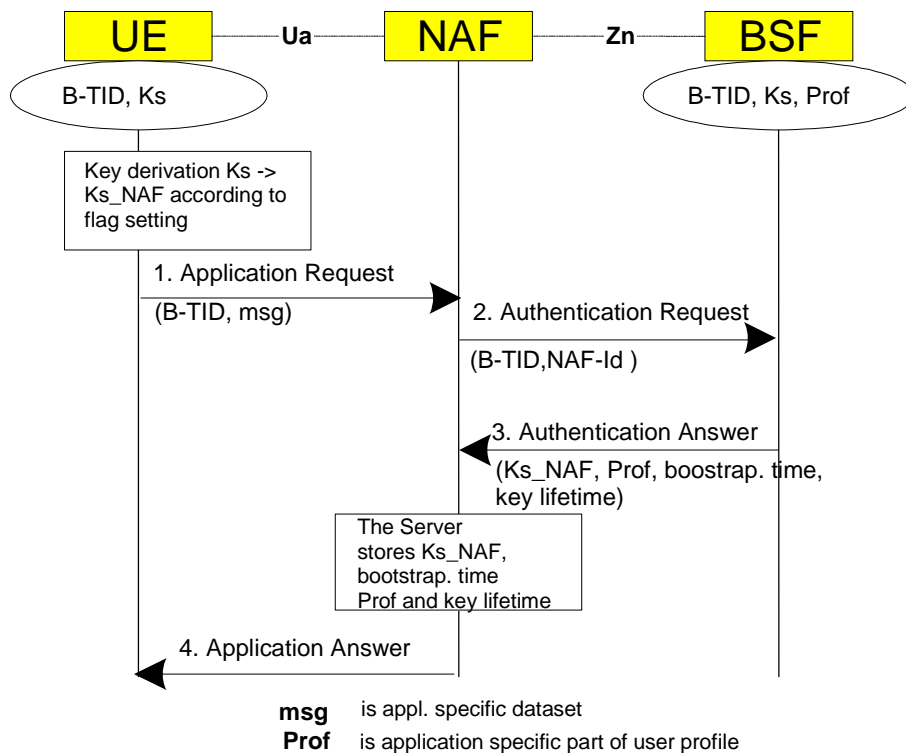 UE Ua NAF Zn BSF
B-TID, Ks
B-TID, Ks, Prof
Key derivation Ks ->
Ks_NAF according to
flag setting
1. Application Request
(B-TID, msg)
2. Authentication Request
(B-TID,NAF-Id )
3. Authentication Answer
(Ks_NAF, Prof, boostrap. time,
key lifetime)
The Server
stores Ks_NAF,
bootstrap. time
Prof and key lifetime
4. Application Answer
msg is appl. specific dataset
Prof is application specific part of user profile